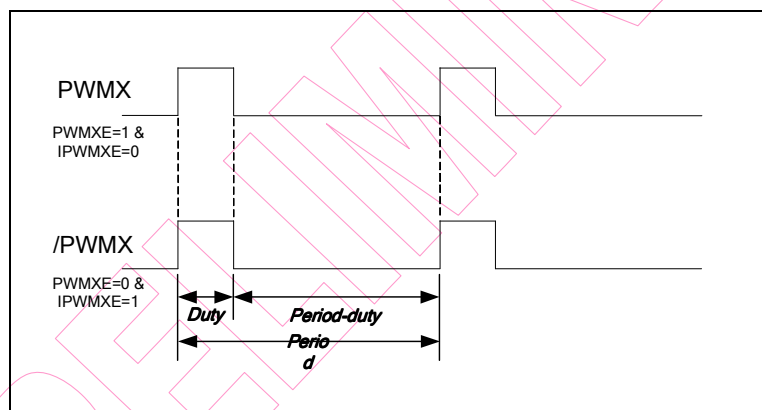 PWMX
PWMXE=1 &
IPWMXE=0
/PWMX
PWMXE=0 &
IPWMXE=1
Duty
Period-duty
Perio
d